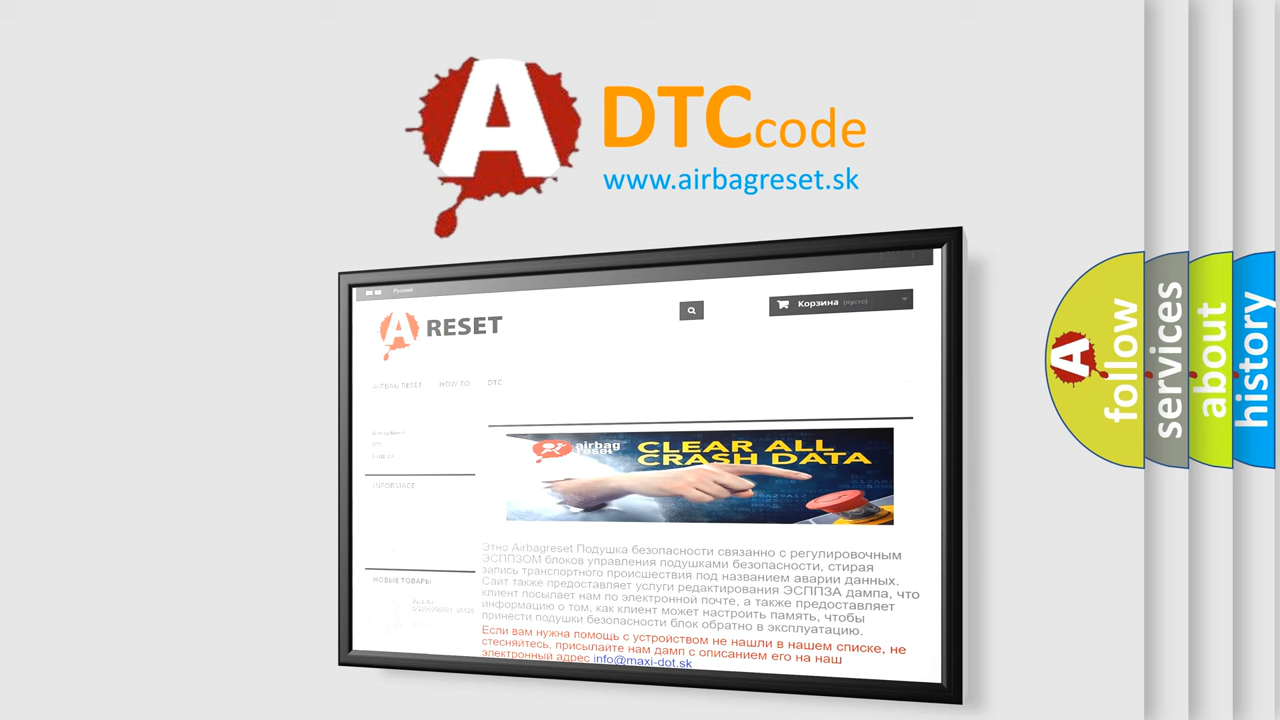 A DTC code
www.airbagreset.sk
Русский
A RESET
Корзина (пусто)
AIRBAG RESET HOW TO DTC
INFORMACE
airbag
reset
CLEAR ALL
CRASH DATA
Этно Airbagreset Подушка безопасности связанно с регулировочным
ЭСППЗОМ блоков управления подушками безопасности, стирая
запись транспортного происшествия под названием аварии данных.
Сайт также предоставляет услуги редактирования ЭСППЗА дампа, что
клиент посылает нам по электронной почте, а также предоставляет
информацию о том, как клиент может настроить память, чтобы
принести подушки безопасности блок обратно в эксплуатацию.
Если вам нужна помощь с устройством не нашли в нашем списке, не
стесняйтесь, присылайте нам дамп с описанием его на наш
электронный адрес info@maxi-dot.sk
НОВЫЕ ТОВАРЫ
A
follow
services
about
history